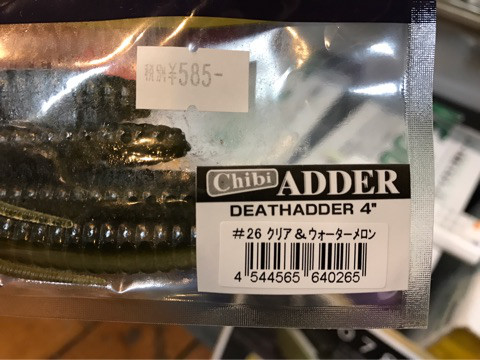 税別¥585-
Chibi ADDER
DEATHADDER 4"
#26 クリア&ウォーターメロン
4 544565 640265